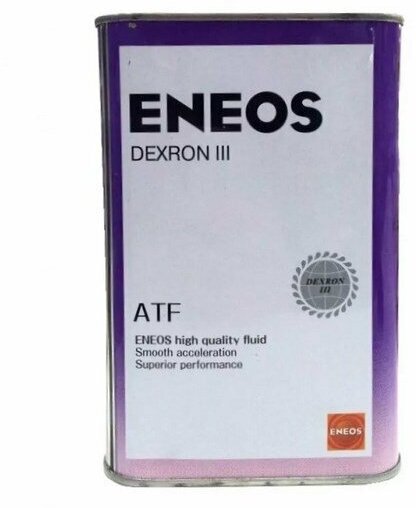 ENEOS
DEXRON III
DEXRON
III
ATF
ENEOS high quality fluid
Smooth acceleration
Superior performance
ENEOS